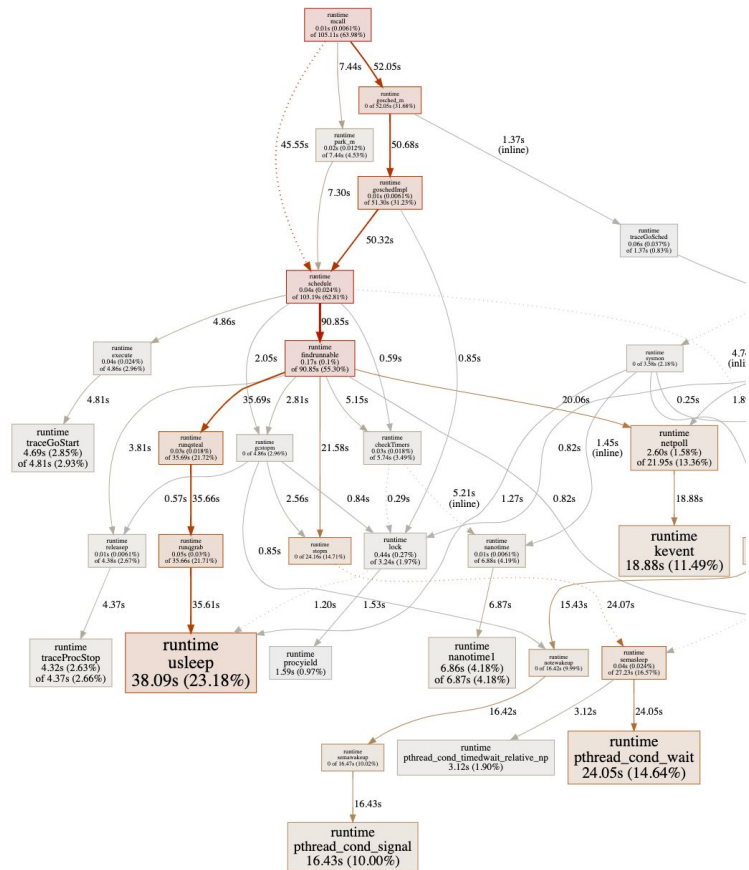 runtime
mcall
0.01s (0.0061%)
of 105.11s (63.98%)
7.44s
52.05s
runtime
gosched_m
0 of 52.05s (31.68%)
45.55s
runtime
park_m
0.02s (0.012%)
of 7.44s (4.53%)
50.68s
1.37s
(inline)
runtime
goschedImpl
0.01s (0.0061%)
of 51.30s (31.23%)
7.30s
runtime
traceGoSched
0.06s (0.037%)
of 1.37s (0.83%)
50.32s
runtime
schedule
0.04s (0.024%)
of 103.19s (62.81%)
4.86s
90.85s
2.05s
0.59s
0.85s
runtime
execute
0.04s (0.024%)
of 4.86s (2.96%)
runtime
findrunnable
0.17s (0.1%)
of 90.85s (55.30%)
runtime
sysmon
0 of 3.58s (2.18%)
4.74
(inli
4.81s
35.69s
2.81s
5.15s
20.06s
0.25s
1.8
runtime
traceGoStart
4.69s (2.85%)
of 4.81s (2.93%)
3.81s
runtime
runqsteal
0.03s (0.018%)
of 35.69s (21.72%)
runtime
gcstopm
0 of 4.86s (2.96%)
21.58s
runtime
checkTimers
0.03s (0.018%)
of 5.74s (3.49%)
0.82s
1.45s
(inline)
runtime
netpoll
2.60s (1.58%)
of 21.95s (13.36%)
0.57s
35.66s
2.56s
0.84s
0.29s
5.21s
(inline)
1.27s
0.82s
18.88s
runtime
releasep
0.01s (0.0061%)
of 4.38s (2.67%)
runtime
runqgrab
0.05s (0.03%)
of 35.66s (21.71%)
0.85s
runtime
stopm
0 of 24.16s (14.71%)
runtime
lock
0.44s (0.27%)
of 3.24s (1.97%)
runtime
nanotime
0.01s (0.0061%)
of 6.88s (4.19%)
runtime
kevent
18.88s (11.49%)
4.37s
35.61s
1.20s
1.53s
6.87s
15.43s
24.07s
runtime
traceProcStop
4.32s (2.63%)
of 4.37s (2.66%)
runtime
usleep
38.09s (23.18%)
runtime
procyield
1.59s (0.97%)
runtime
nanotime1
6.86s (4.18%)
of 6.87s (4.18%)
runtime
notewakeup
0 of 16.42s (9.99%)
runtime
semasleep
0.04s (0.024%)
of 27.23s (16.57%)
16.42s
3.12s
24.05s
runtime
semawakeup
0 of 16.47s (10.02%)
runtime
pthread_cond_timedwait_relative_np
3.12s (1.90%)
runtime
pthread_cond_wait
24.05s (14.64%)
16.43s
runtime
pthread_cond_signal
16.43s (10.00%)